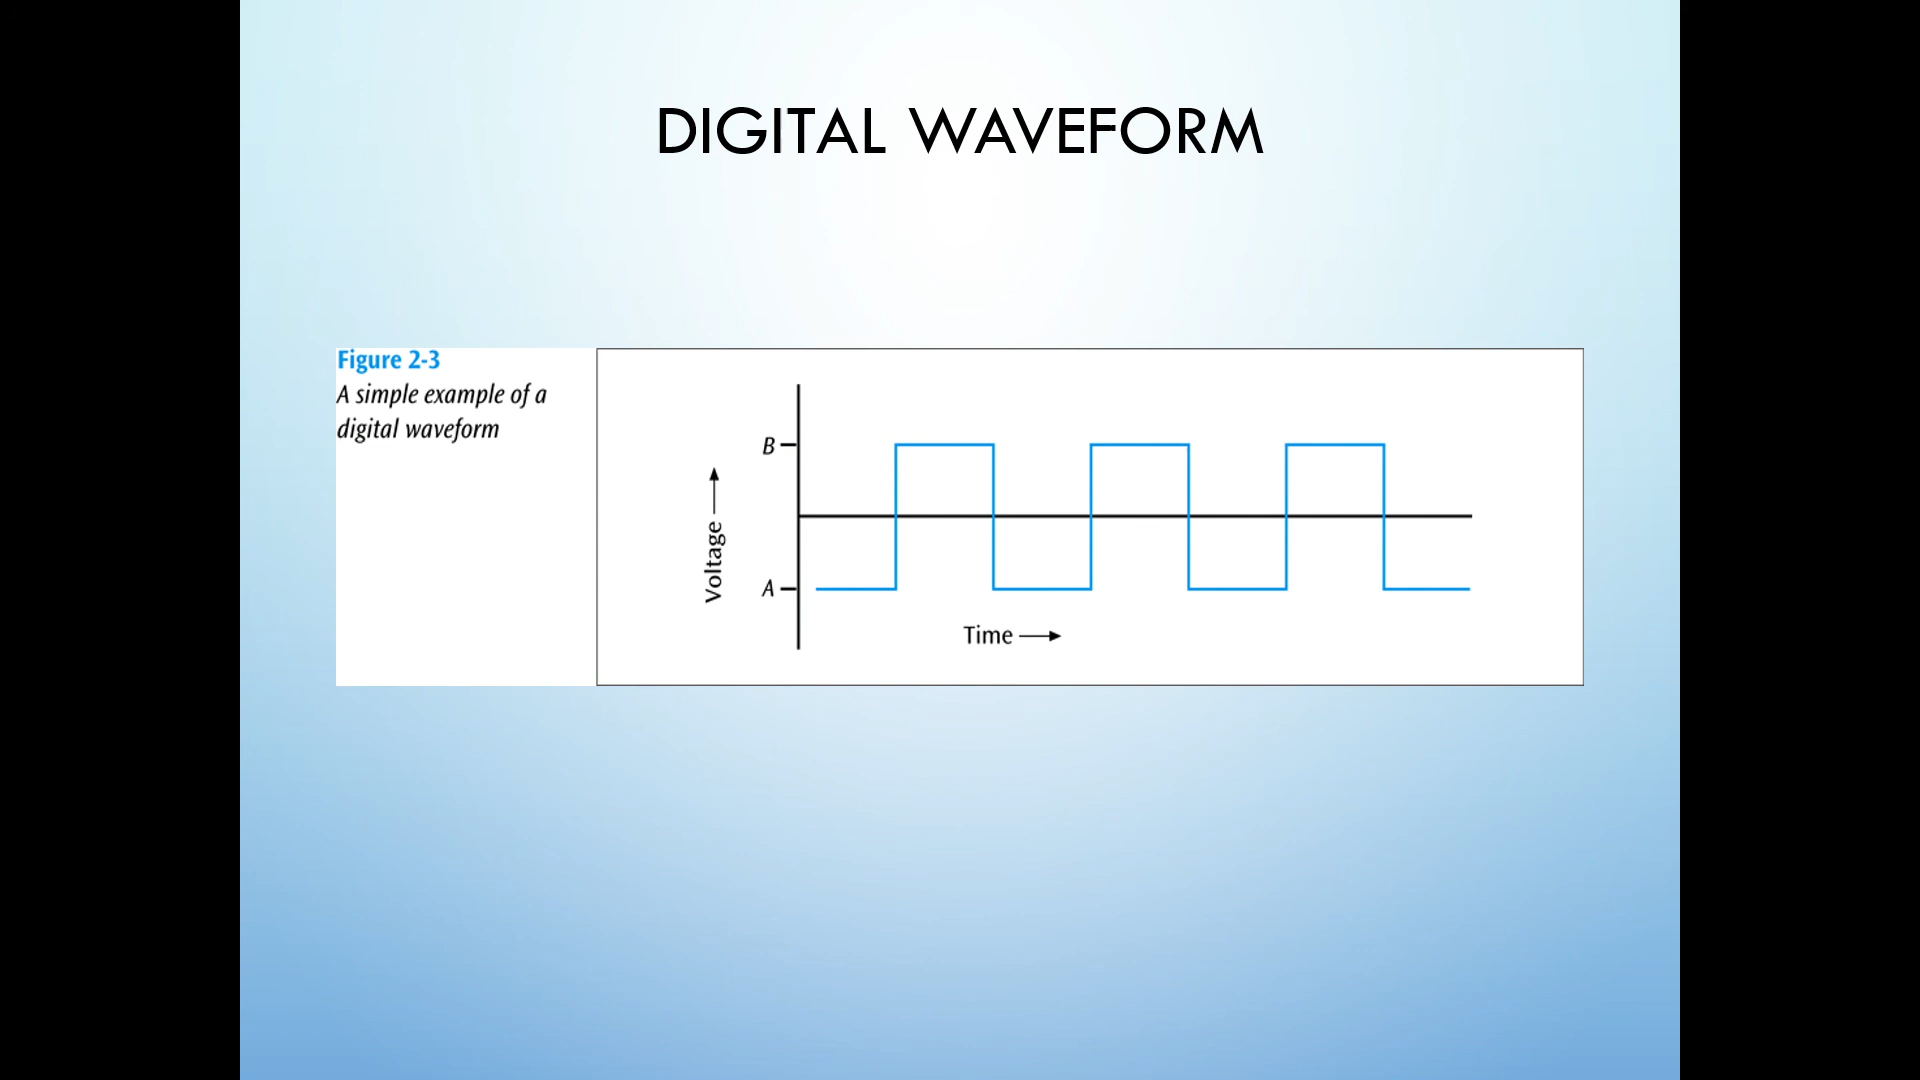 DIGITAL WAVEFORM
Figure 2-3
A simple example of a
digital waveform
B
Voltage
A
Time